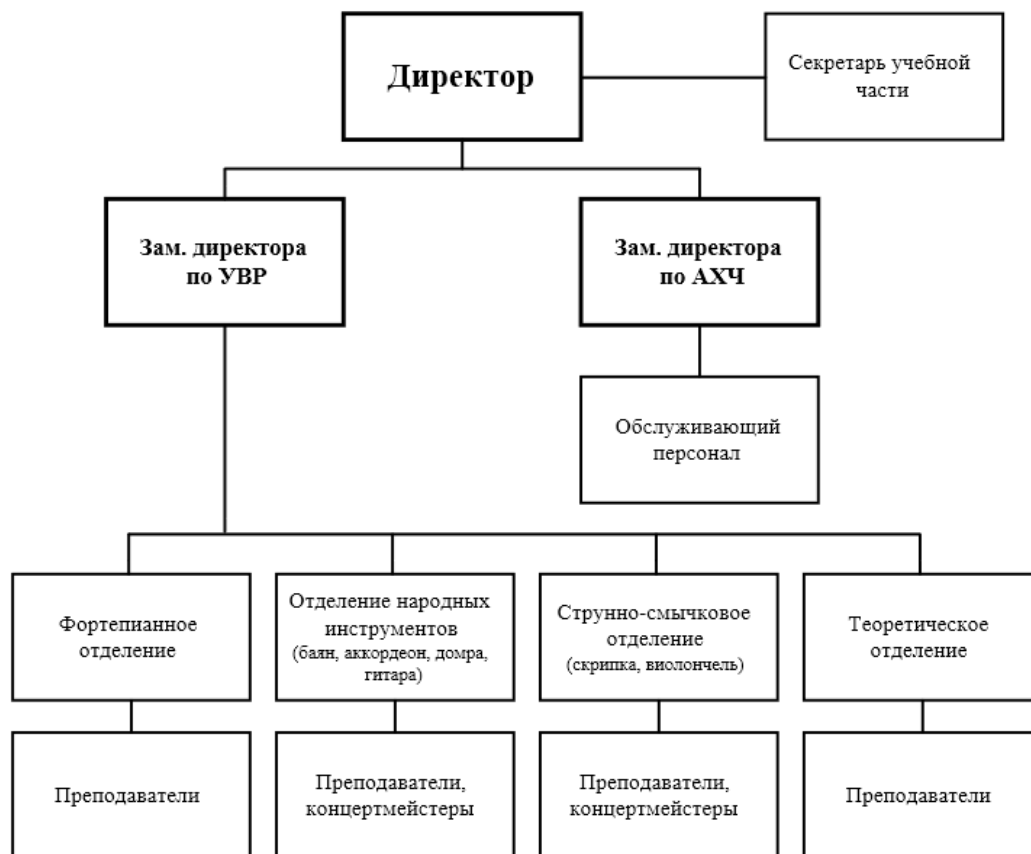 Директор
Секретарь учебной
части
Зам. директора
по УВР
Зам. директора
по АХЧ
Обслуживающий
персонал
Фортепианное
отделение
Отделение народных
инструментов
(баян, аккордеон, домра,
гитара)
Струнно-смычковое
отделение
(скрипка, виолончель)
Теоретическое
отделение
Преподаватели
Преподаватели,
концертмейстеры
Преподаватели,
концертмейстеры
Преподаватели